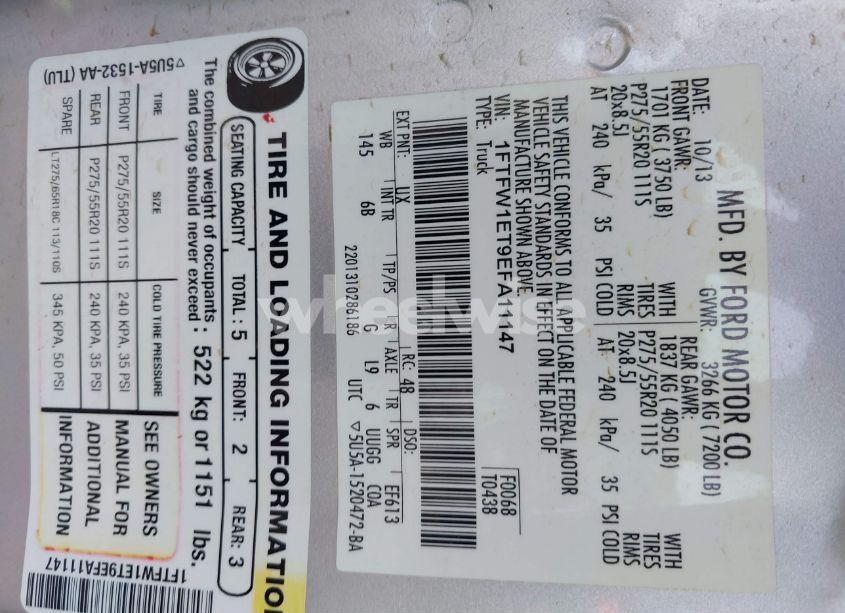 MFD. BY FORD MOTOR CO.
DATE: 10/13 GVWR: 3266 KG ( 7200 LB)
FRONT GAWR: REAR GAWR:
1701 KG ( 3750 LB) WITH 1837 KG ( 4050 LB) WITH
P275/55R20 111S TIRES P275/55R20 111S TIRES
20x8.5J RIMS 20x8.5J RIMS
AT 240 kPa/ 35 PSI COLD AT 240 kPa/ 35 PSI COLD
THIS VEHICLE CONFORMS TO ALL APPLICABLE FEDERAL MOTOR
VEHICLE SAFETY STANDARDS IN EFFECT ON THE DATE OF
MANUFACTURE SHOWN ABOVE.
VIN: 1FTFW1ET9EFA11147
TYPE: Truck
F0068
T0438
EXT PNT: UX RC: 48 DSO:
WB INT TR TP/PS R AXLE TR SPR EF613
145 6B G L9 6 UUGG COA
2201310286186 UTC ▽5U5A-1520472-BA
TIRE AND LOADING INFORMATION
SEATING CAPACITY TOTAL: 5 FRONT: 2 REAR: 3
The combined weight of occupants
and cargo should never exceed : 522 kg or 1151 lbs.
TIRE SIZE COLD TIRE PRESSURE
FRONT P275/55R20 111S 240 KPA, 35 PSI
REAR P275/55R20 111S 240 KPA, 35 PSI
SPARE LT275/65R18C 113/110S 345 KPA, 50 PSI
SEE OWNERS
MANUAL FOR
ADDITIONAL
INFORMATION
▽5U5A-1532-AA (TLU)
1FTFW1ET9EFA11147
wheelwise